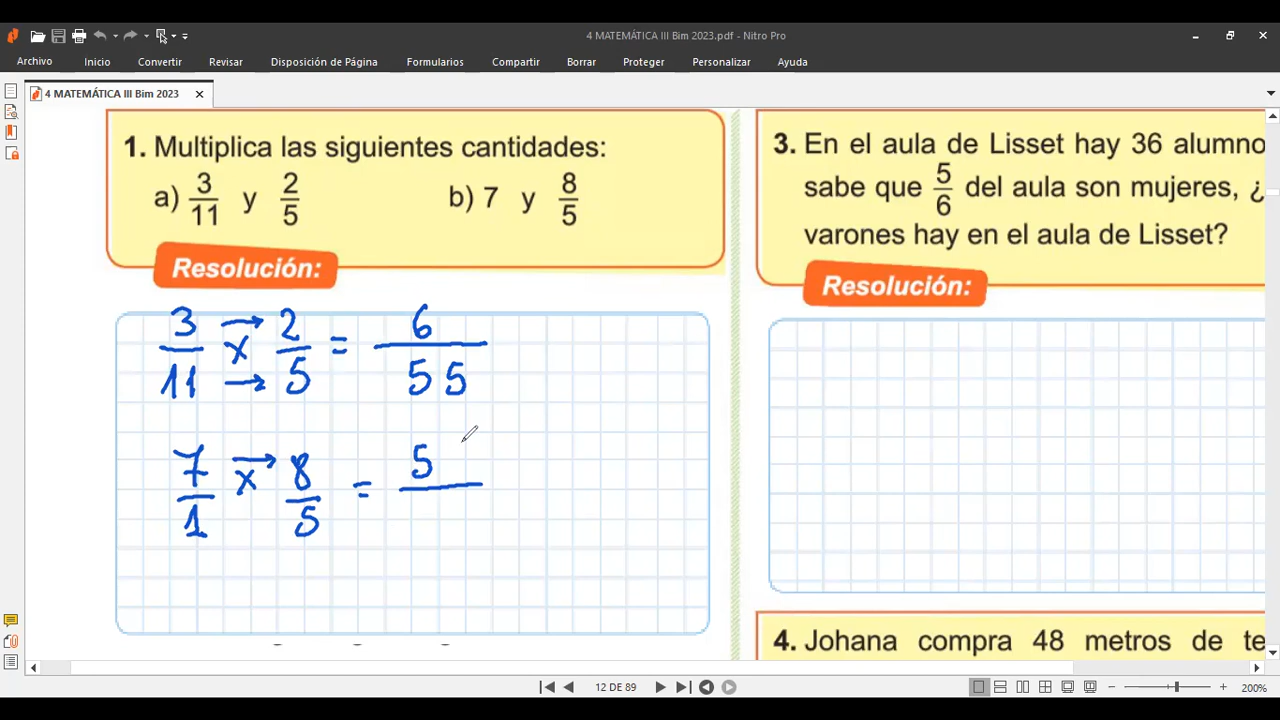 4 MATEMÁTICA III Bim 2023.pdf - Nitro Pro
Archivo Inicio Convertir Revisar Disposición de Página Formularios Compartir Borrar Proteger Personalizar Ayuda
4 MATEMÁTICA III Bim 2023
1. Multiplica las siguientes cantidades:
a) 3/11 y 2/5 b) 7 y 8/5
Resolución:
3/11 x 2/5 = 6/55
7/1 x 8/5 = 5
3. En el aula de Lisset hay 36 alumno
sabe que 5/6 del aula son mujeres, ¿
varones hay en el aula de Lisset?
Resolución:
4. Johana compra 48 metros de te
12 DE 89
200%